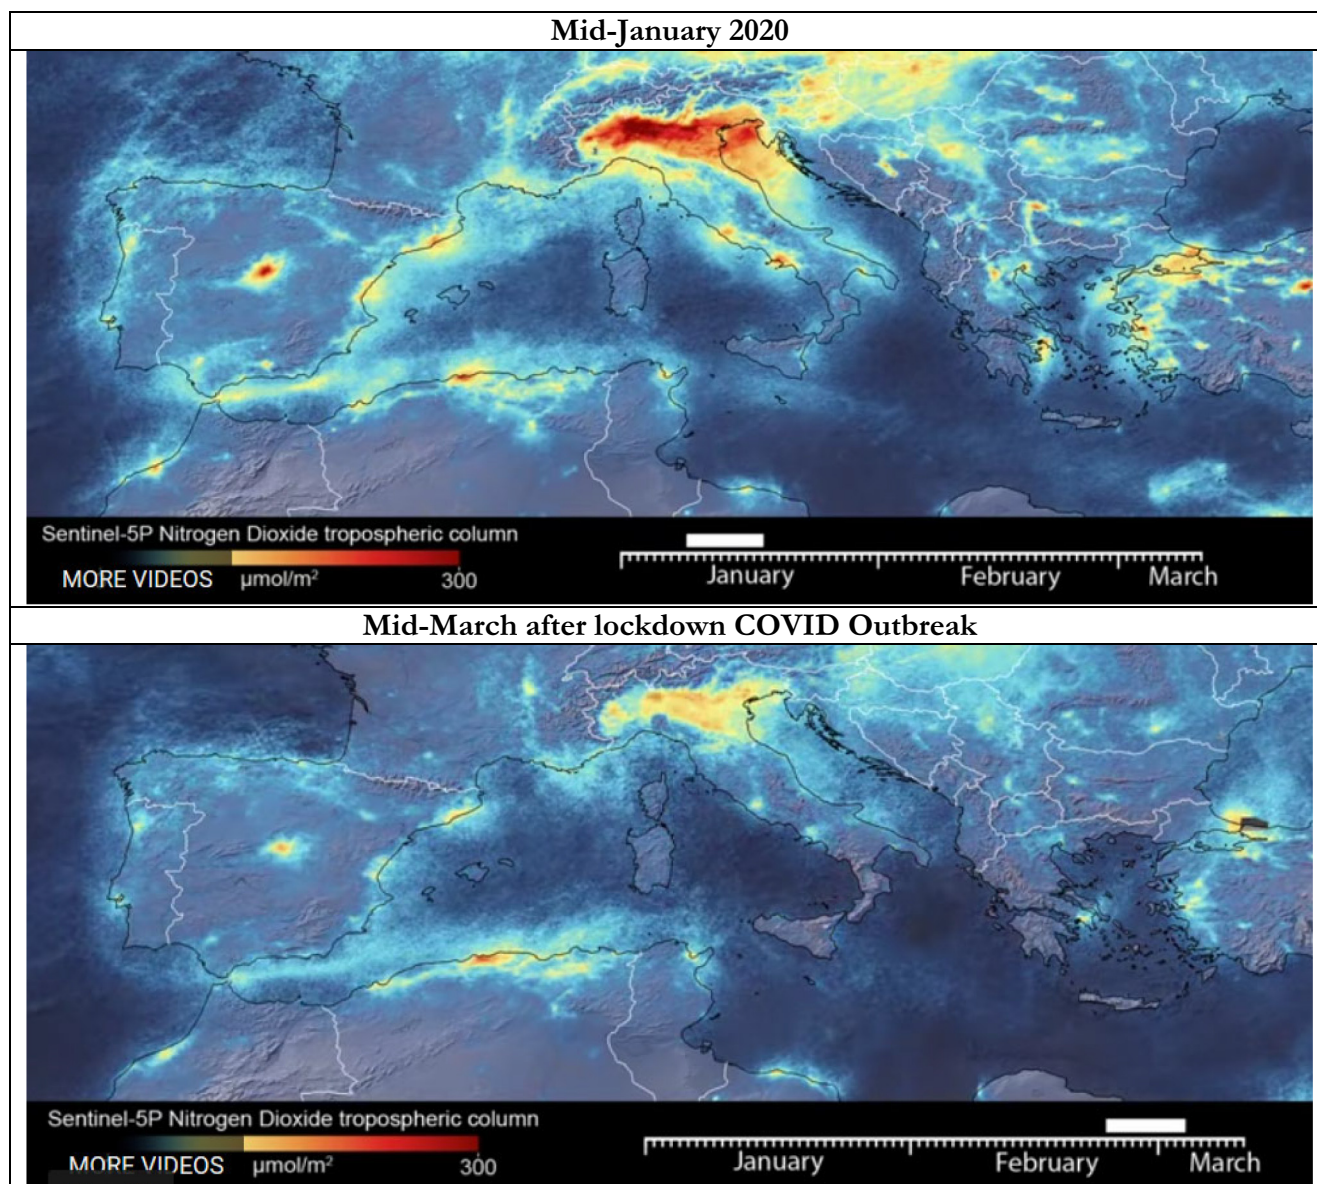 Mid-January 2020
Sentinel-5P Nitrogen Dioxide tropospheric column
MORE VIDEOS µmol/m² 300
January February March
Mid-March after lockdown COVID Outbreak
Sentinel-5P Nitrogen Dioxide tropospheric column
MORE VIDEOS µmol/m² 300
January February March